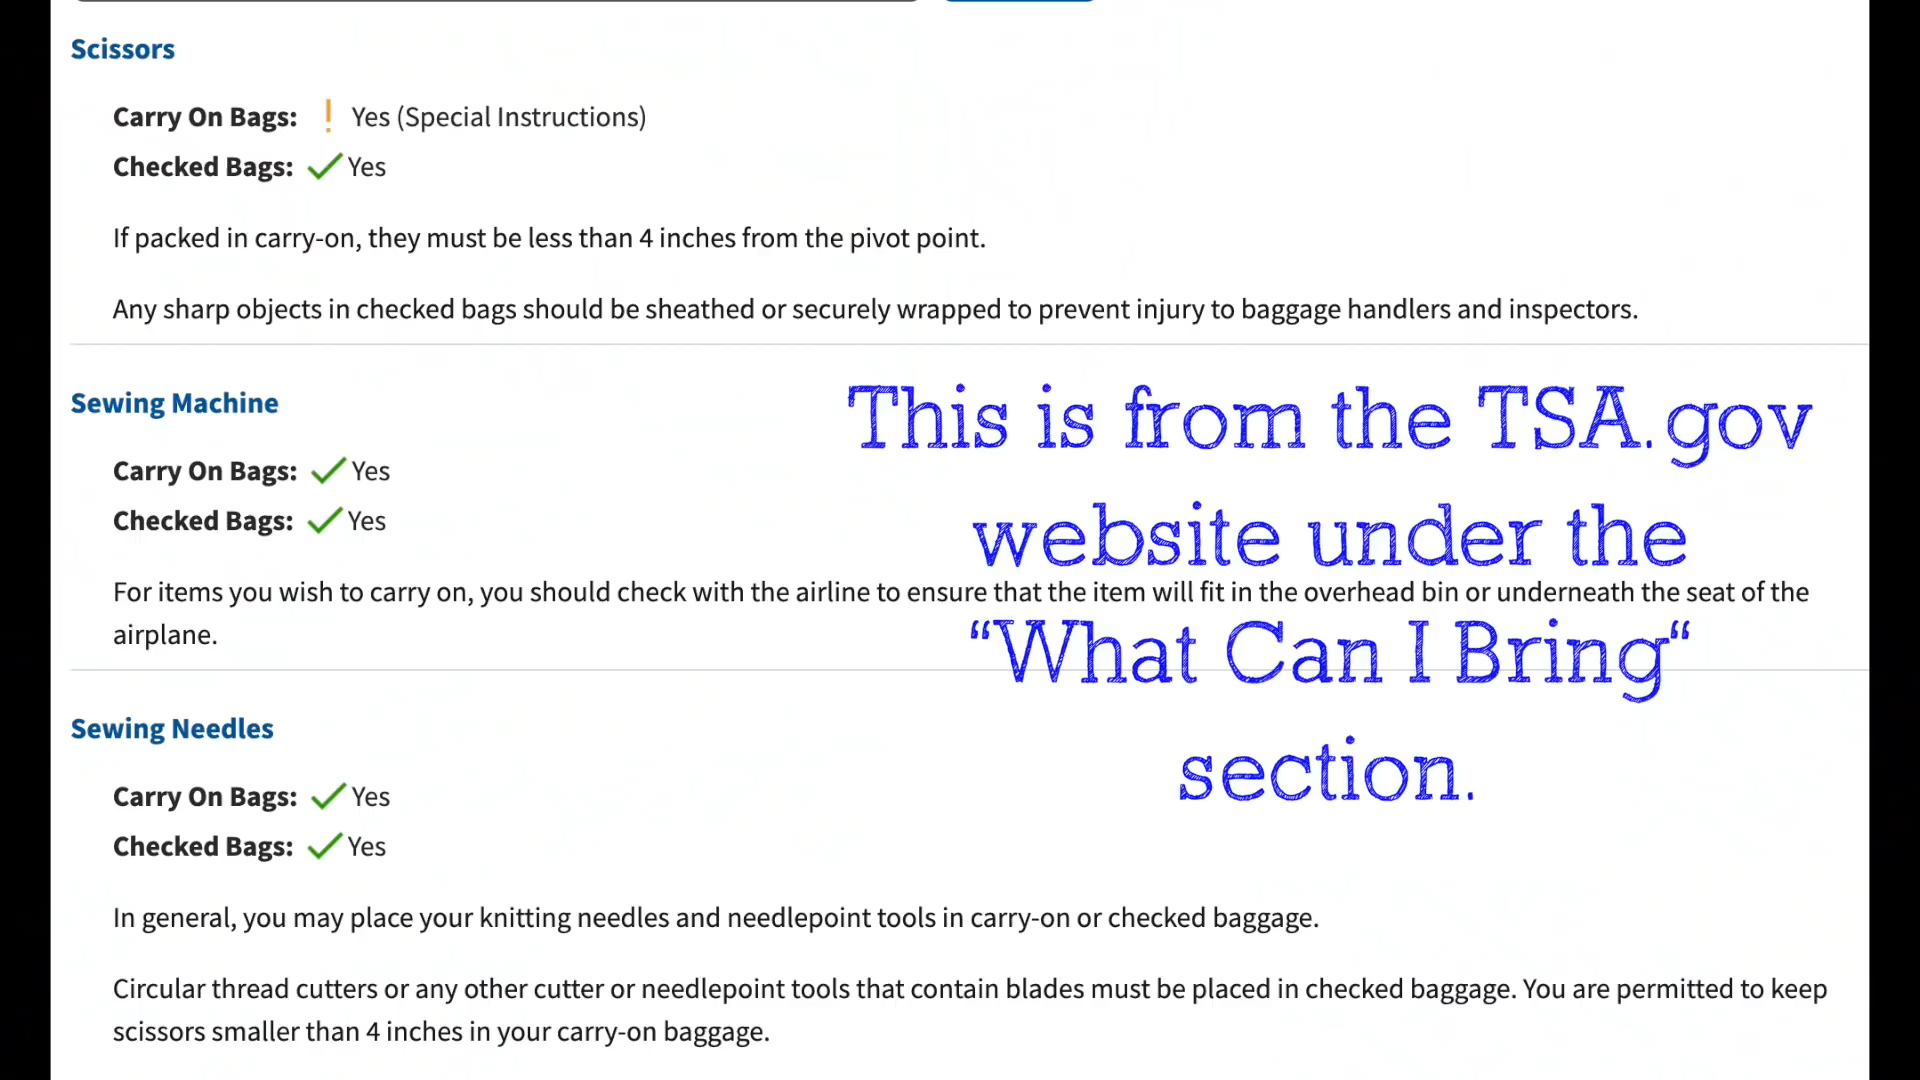 Scissors
Carry On Bags: ! Yes (Special Instructions)
Checked Bags: ✓ Yes
If packed in carry-on, they must be less than 4 inches from the pivot point.
Any sharp objects in checked bags should be sheathed or securely wrapped to prevent injury to baggage handlers and inspectors.
Sewing Machine
Carry On Bags: ✓ Yes
Checked Bags: ✓ Yes
For items you wish to carry on, you should check with the airline to ensure that the item will fit in the overhead bin or underneath the seat of the
airplane.
This is from the TSA.gov
website under the
“What Can I Bring“
section.
Sewing Needles
Carry On Bags: ✓ Yes
Checked Bags: ✓ Yes
In general, you may place your knitting needles and needlepoint tools in carry-on or checked baggage.
Circular thread cutters or any other cutter or needlepoint tools that contain blades must be placed in checked baggage. You are permitted to keep
scissors smaller than 4 inches in your carry-on baggage.